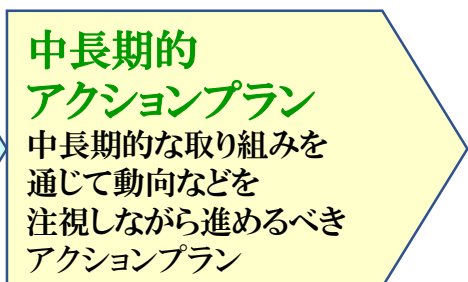 中長期的
アクションプラン
中長期的な取り組みを
通じて動向などを
注視しながら進めるべき
アクションプラン